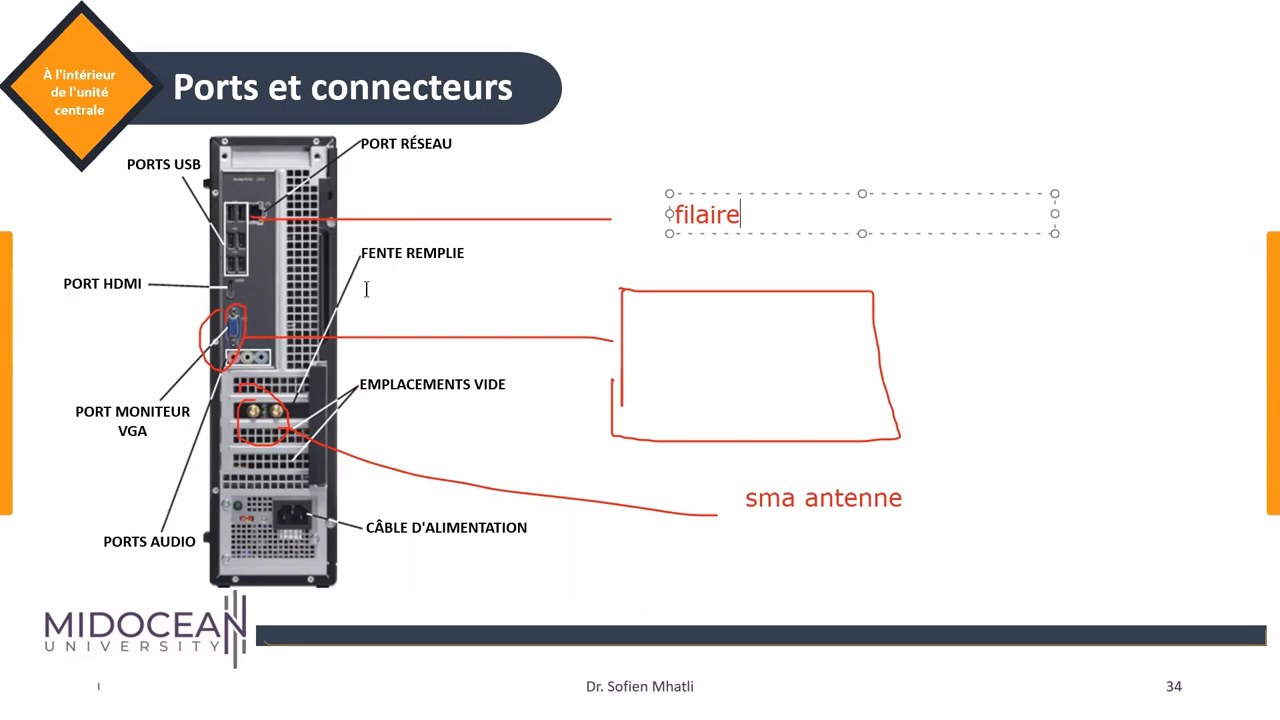 À l'intérieur
de l'unité
centrale
Ports et connecteurs
PORT RÉSEAU
PORTS USB
filaire
FENTE REMPLIE
PORT HDMI
EMPLACEMENTS VIDE
PORT MONITEUR
VGA
sma antenne
CÂBLE D'ALIMENTATION
PORTS AUDIO
MIDOCEAN
UNIVERSITY
Dr. Sofien Mhatli
34